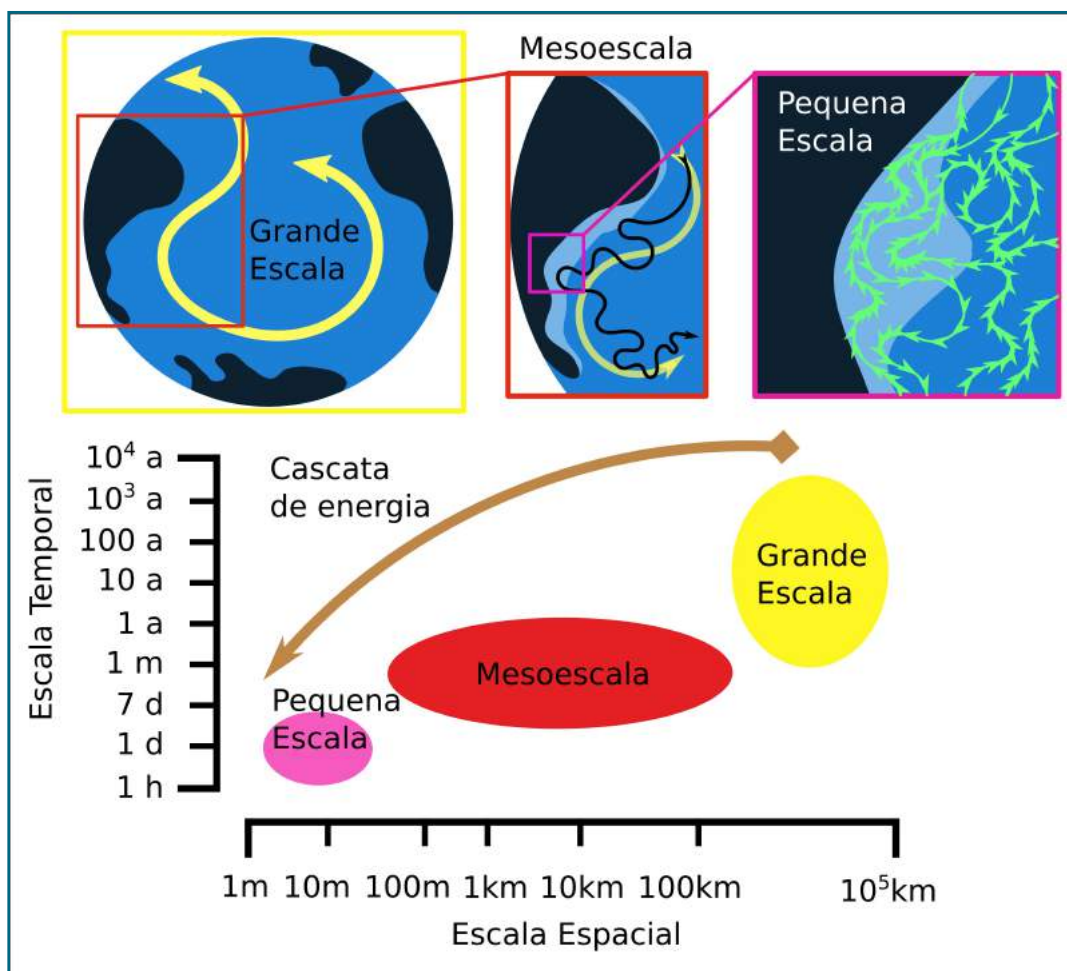 Mesoescala
Grande
Escala
Pequena
Escala
Escala Temporal
10⁴ a
10³ a
100 a
10 a
1 a
1 m
7 d
1 d
1 h
Cascata
de energia
Grande
Escala
Mesoescala
Pequena
Escala
1m 10m 100m 1km 10km 100km 10⁵km
Escala Espacial